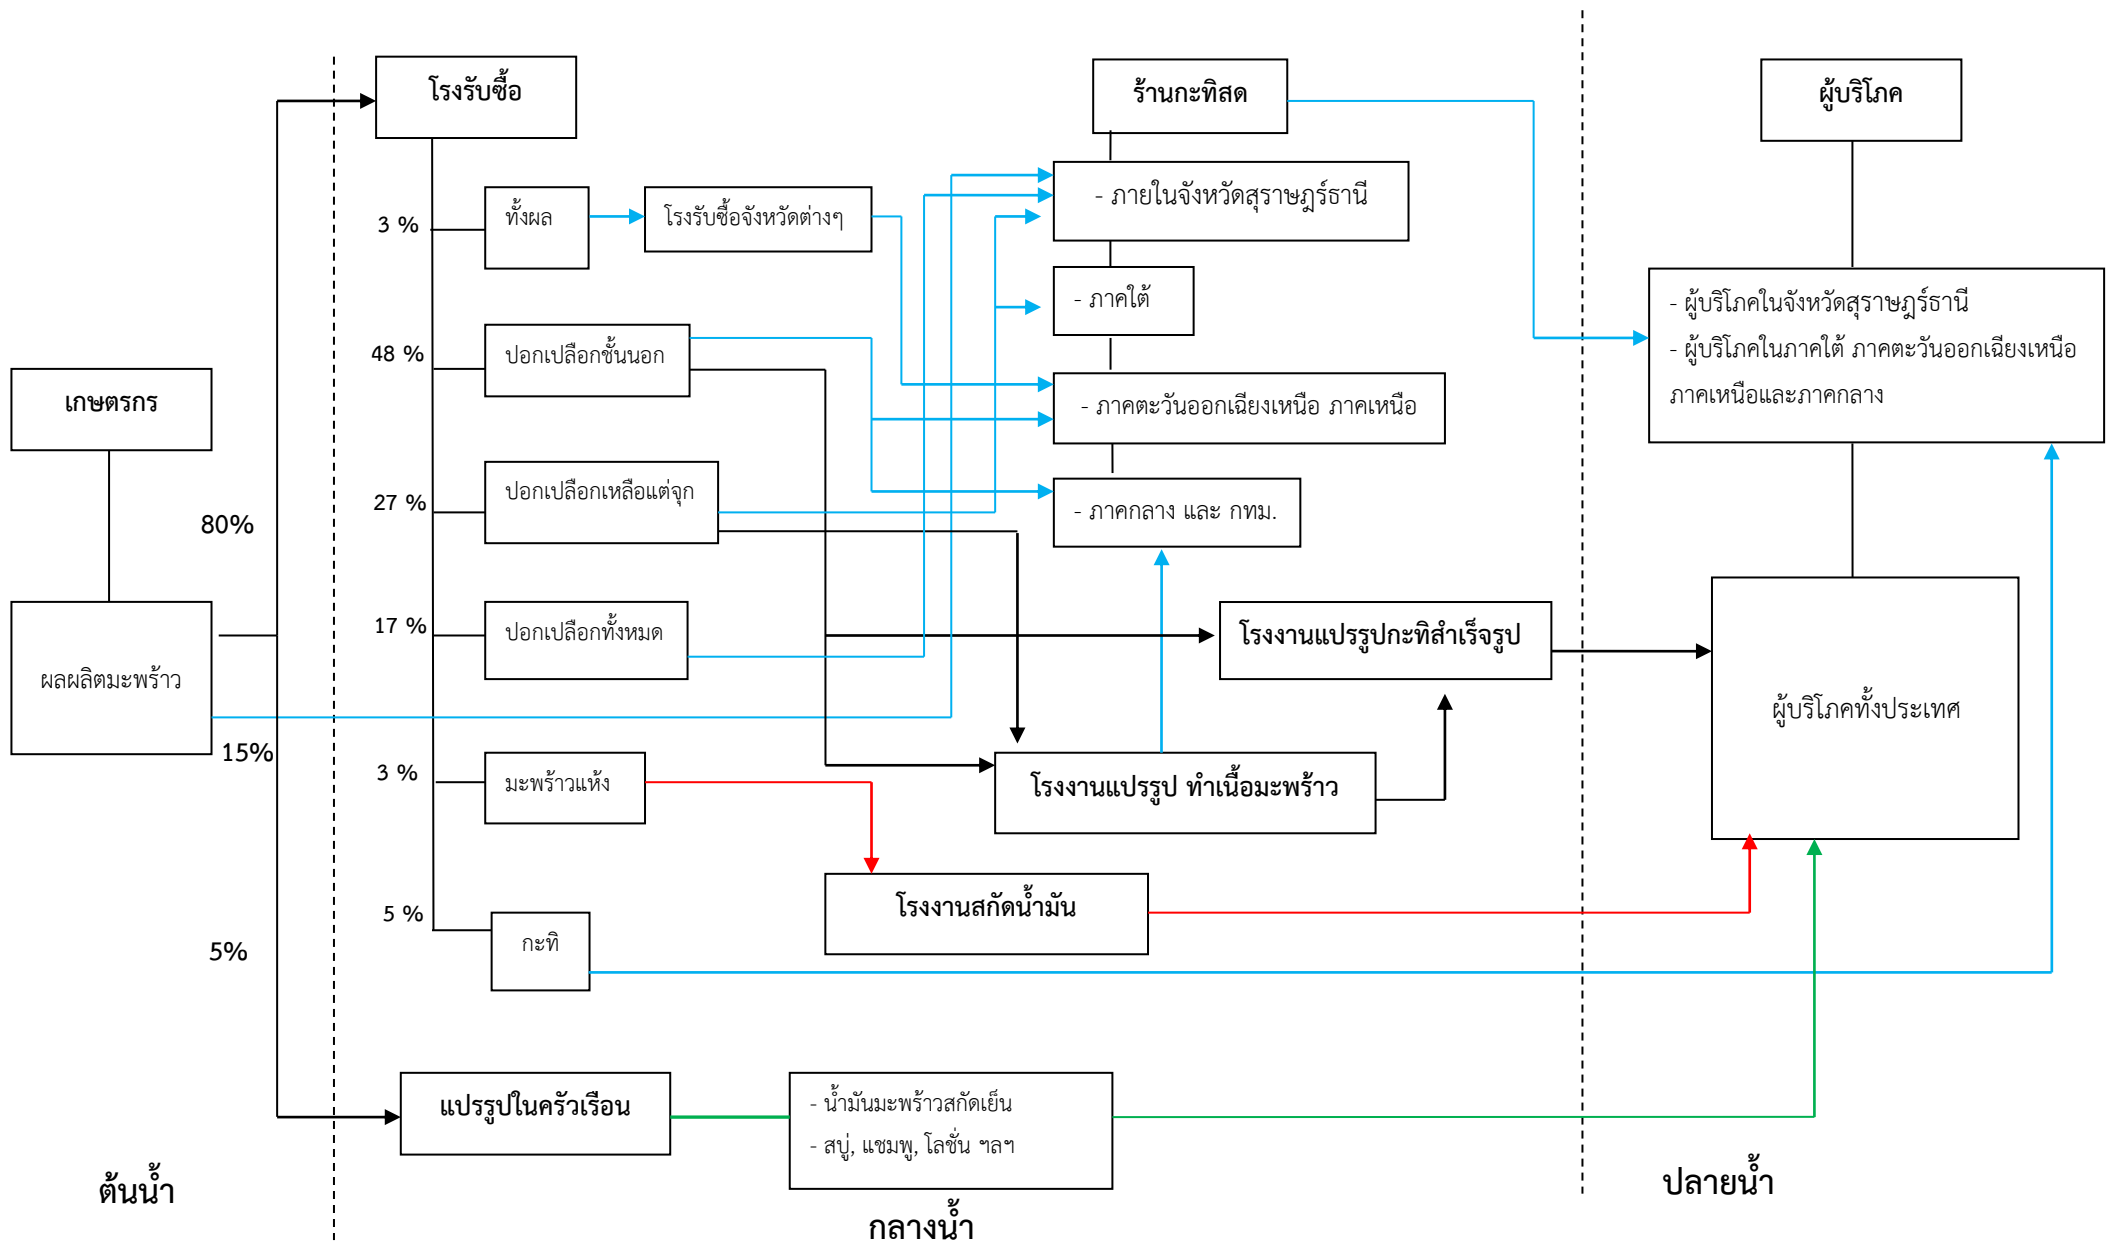 โรงรับซื้อ
ร้านกะทิสด
ผู้บริโภค
ทั้งผล
โรงรับซื้อจังหวัดต่างๆ
- ภายในจังหวัดสุราษฎร์ธานี
3 %
- ภาคใต้
- ผู้บริโภคในจังหวัดสุราษฎร์ธานี
- ผู้บริโภคในภาคใต้ ภาคตะวันออกเฉียงเหนือ
ภาคเหนือและภาคกลาง
48 %
ปอกเปลือกชั้นนอก
- ภาคตะวันออกเฉียงเหนือ ภาคเหนือ
เกษตรกร
27 %
ปอกเปลือกเหลือแต่จุก
- ภาคกลาง และ กทม.
80%
17 %
ปอกเปลือกทั้งหมด
โรงงานแปรรูปกะทิสำเร็จรูป
ผลผลิตมะพร้าว
ผู้บริโภคทั้งประเทศ
15%
3 %
มะพร้าวแห้ง
โรงงานแปรรูป ทำเนื้อมะพร้าว
โรงงานสกัดน้ำมัน
5 %
กะทิ
5%
แปรรูปในครัวเรือน
- น้ำมันมะพร้าวสกัดเย็น
- สบู่, แชมพู, โลชั่น ฯลฯ
ต้นน้ำ
กลางน้ำ
ปลายน้ำ